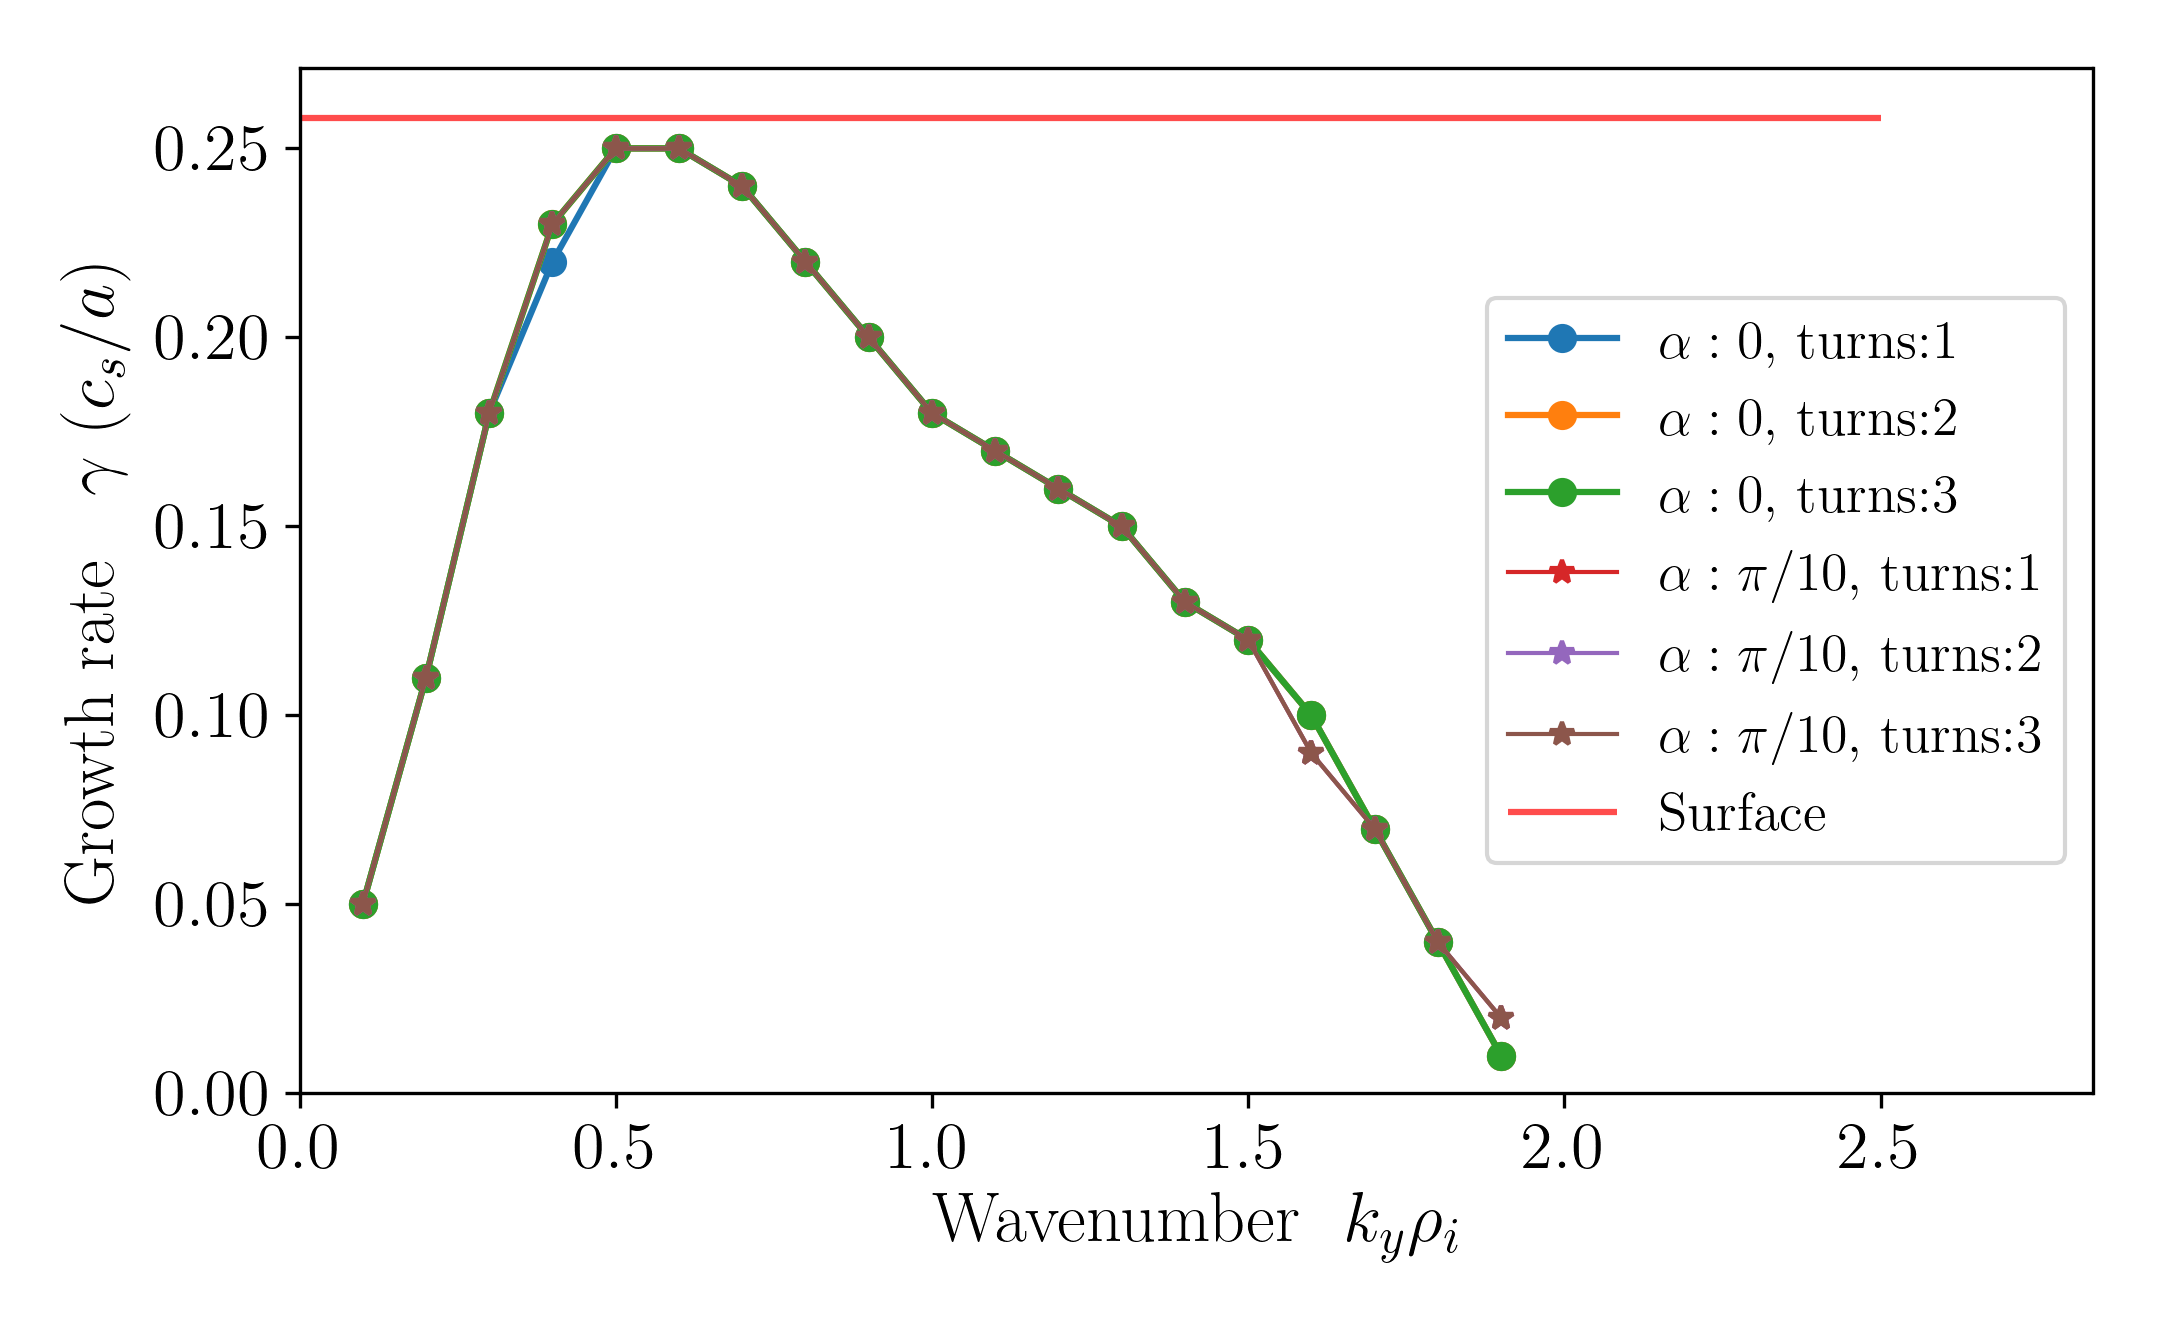 0.25
0.20
0.15
0.10
0.05
0.00
Growth rate γ (c_s/a)
α : 0, turns:1
α : 0, turns:2
α : 0, turns:3
α : π/10, turns:1
α : π/10, turns:2
α : π/10, turns:3
Surface
0.0 0.5 1.0 1.5 2.0 2.5
Wavenumber k_yρ_i